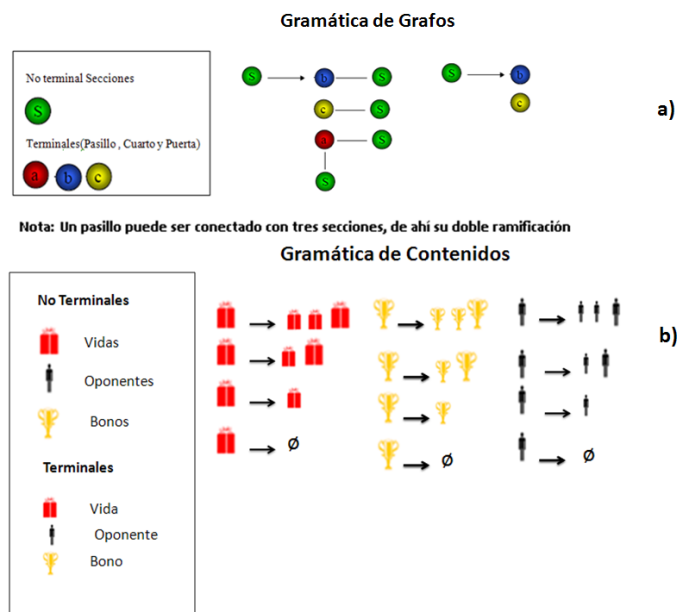 Gramática de Grafos
No terminal Secciones
S
Terminales(Pasillo , Cuarto y Puerta)
a b c
S b S
c S
a S
S
S b
c
a)
Nota: Un pasillo puede ser conectado con tres secciones, de ahí su doble ramificación
Gramática de Contenidos
No Terminales
Vidas
Oponentes
Bonos
Terminales
Vida
Oponente
Bono
Ø
Ø
Ø
b)